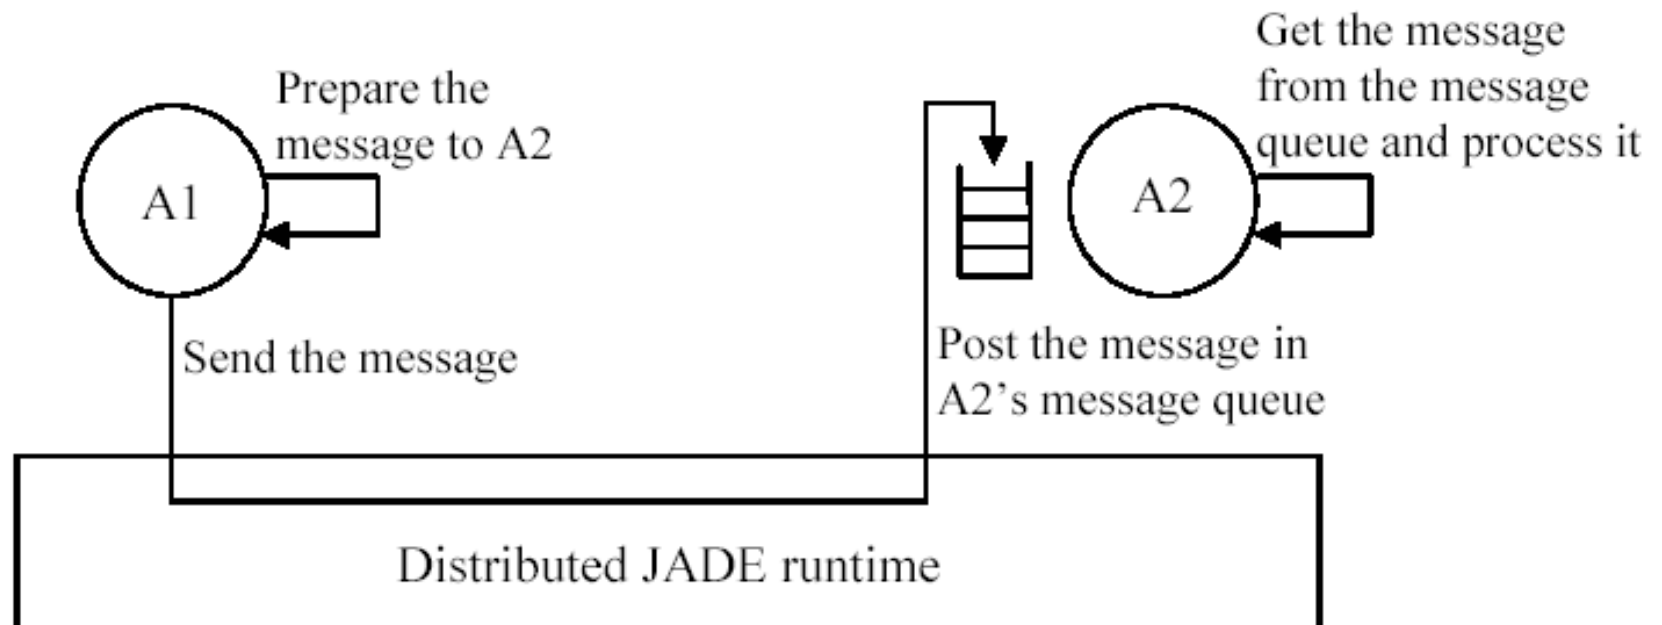 Prepare the
message to A2
A1
Send the message
Get the message
from the message
queue and process it
A2
Post the message in
A2’s message queue
Distributed JADE runtime